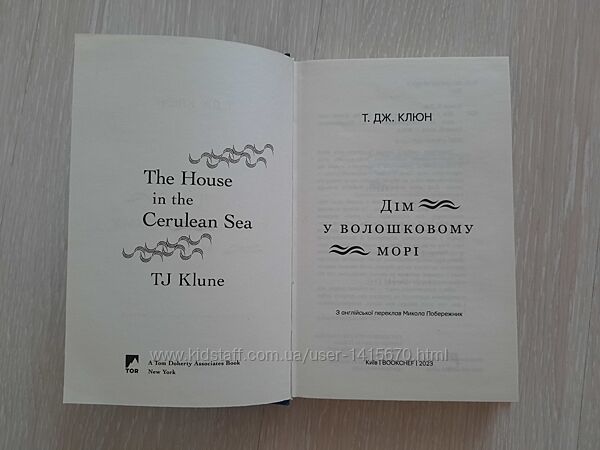 The House
in the
Cerulean Sea
TJ Klune
TOR
A Tom Doherty Associates Book
New York
Т. ДЖ. КЛЮН
Дім
у волошковому
морі
З англійської переклав Микола Побережник
Київ | BOOKCHEF | 2023
www.kidstaff.com.ua/user-1415670.html